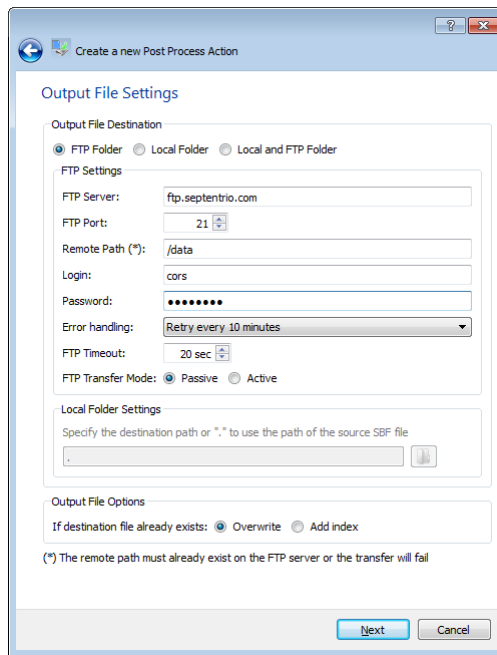 ?
Create a new Post Process Action
Output File Settings
Output File Destination
FTP Folder Local Folder Local and FTP Folder
FTP Settings
FTP Server: ftp.septentrio.com
FTP Port: 21
Remote Path (*): /data
Login: cors
Password: ●●●●●●●●
Error handling: Retry every 10 minutes
FTP Timeout: 20 sec
FTP Transfer Mode: Passive Active
Local Folder Settings
Specify the destination path or "." to use the path of the source SBF file
.
Output File Options
If destination file already exists: Overwrite Add index
(*) The remote path must already exist on the FTP server or the transfer will fail
Next Cancel